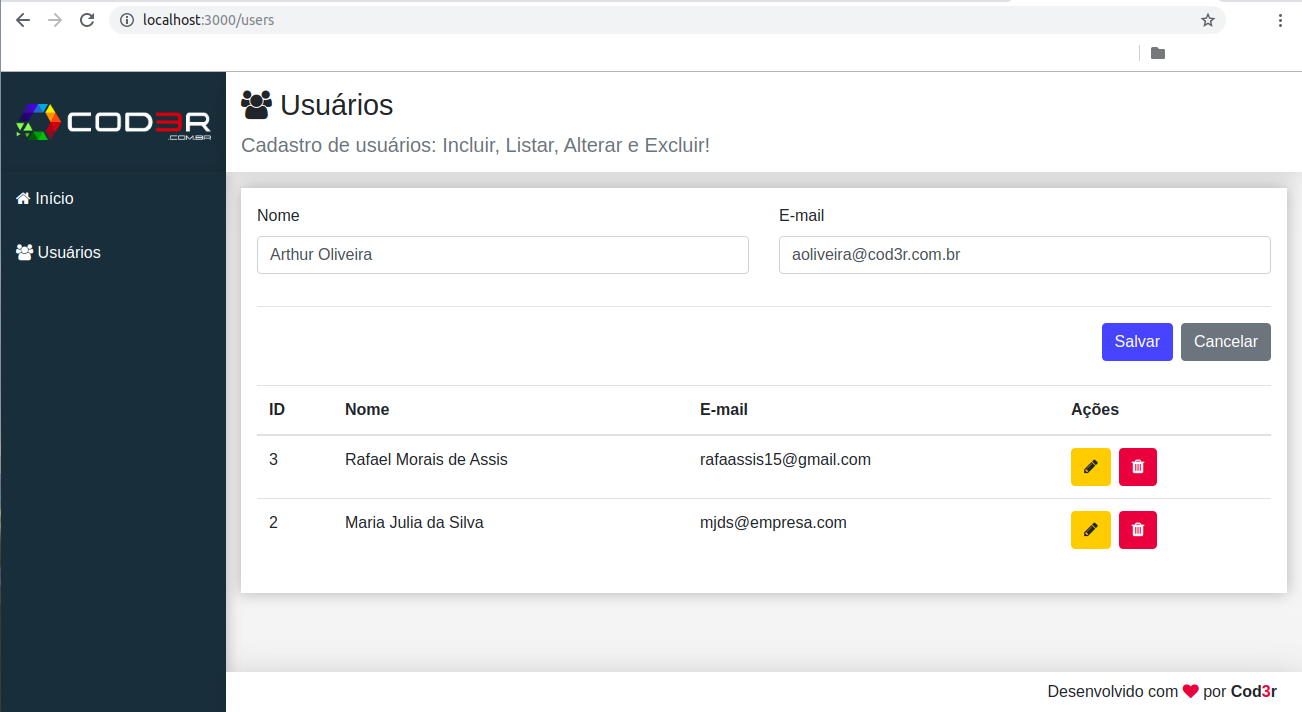 localhost:3000/users
COD3R
.COM.BR
Usuários
Cadastro de usuários: Incluir, Listar, Alterar e Excluir!
Início
Usuários
Nome E-mail
Arthur Oliveira aoliveira@cod3r.com.br
Salvar Cancelar
ID Nome E-mail Ações
3 Rafael Morais de Assis rafaassis15@gmail.com
2 Maria Julia da Silva mjds@empresa.com
Desenvolvido com ❤ por Cod3r